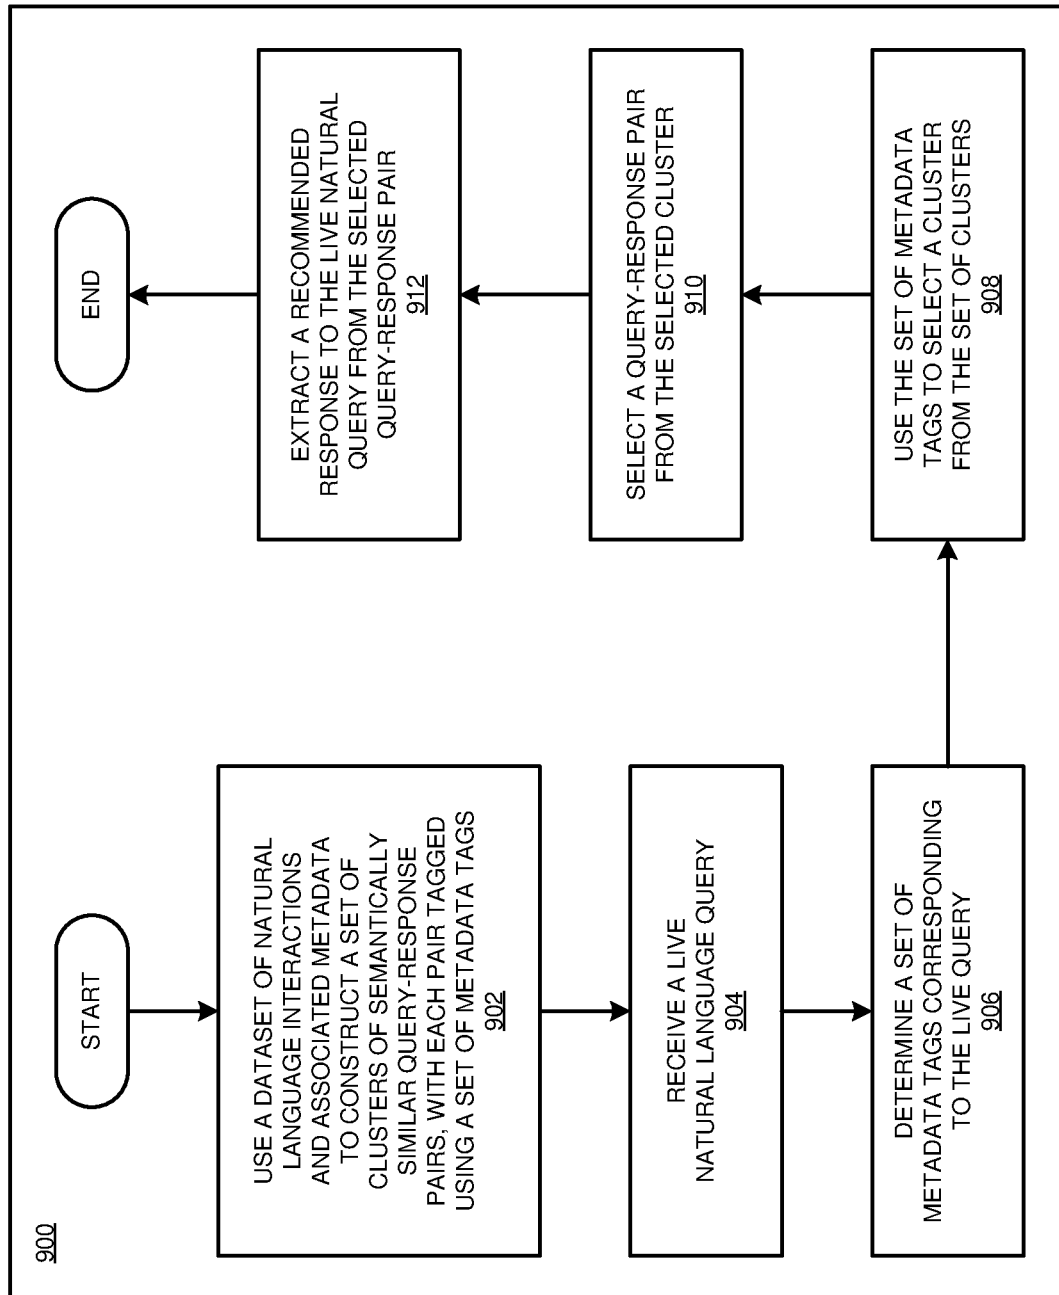 900
START
USE A DATASET OF NATURAL
LANGUAGE INTERACTIONS
AND ASSOCIATED METADATA
TO CONSTRUCT A SET OF
CLUSTERS OF SEMANTICALLY
SIMILAR QUERY-RESPONSE
PAIRS, WITH EACH PAIR TAGGED
USING A SET OF METADATA TAGS
902
RECEIVE A LIVE
NATURAL LANGUAGE QUERY
904
DETERMINE A SET OF
METADATA TAGS CORRESPONDING
TO THE LIVE QUERY
906
USE THE SET OF METADATA
TAGS TO SELECT A CLUSTER
FROM THE SET OF CLUSTERS
908
SELECT A QUERY-RESPONSE PAIR
FROM THE SELECTED CLUSTER
910
EXTRACT A RECOMMENDED
RESPONSE TO THE LIVE NATURAL
QUERY FROM THE SELECTED
QUERY-RESPONSE PAIR
912
END